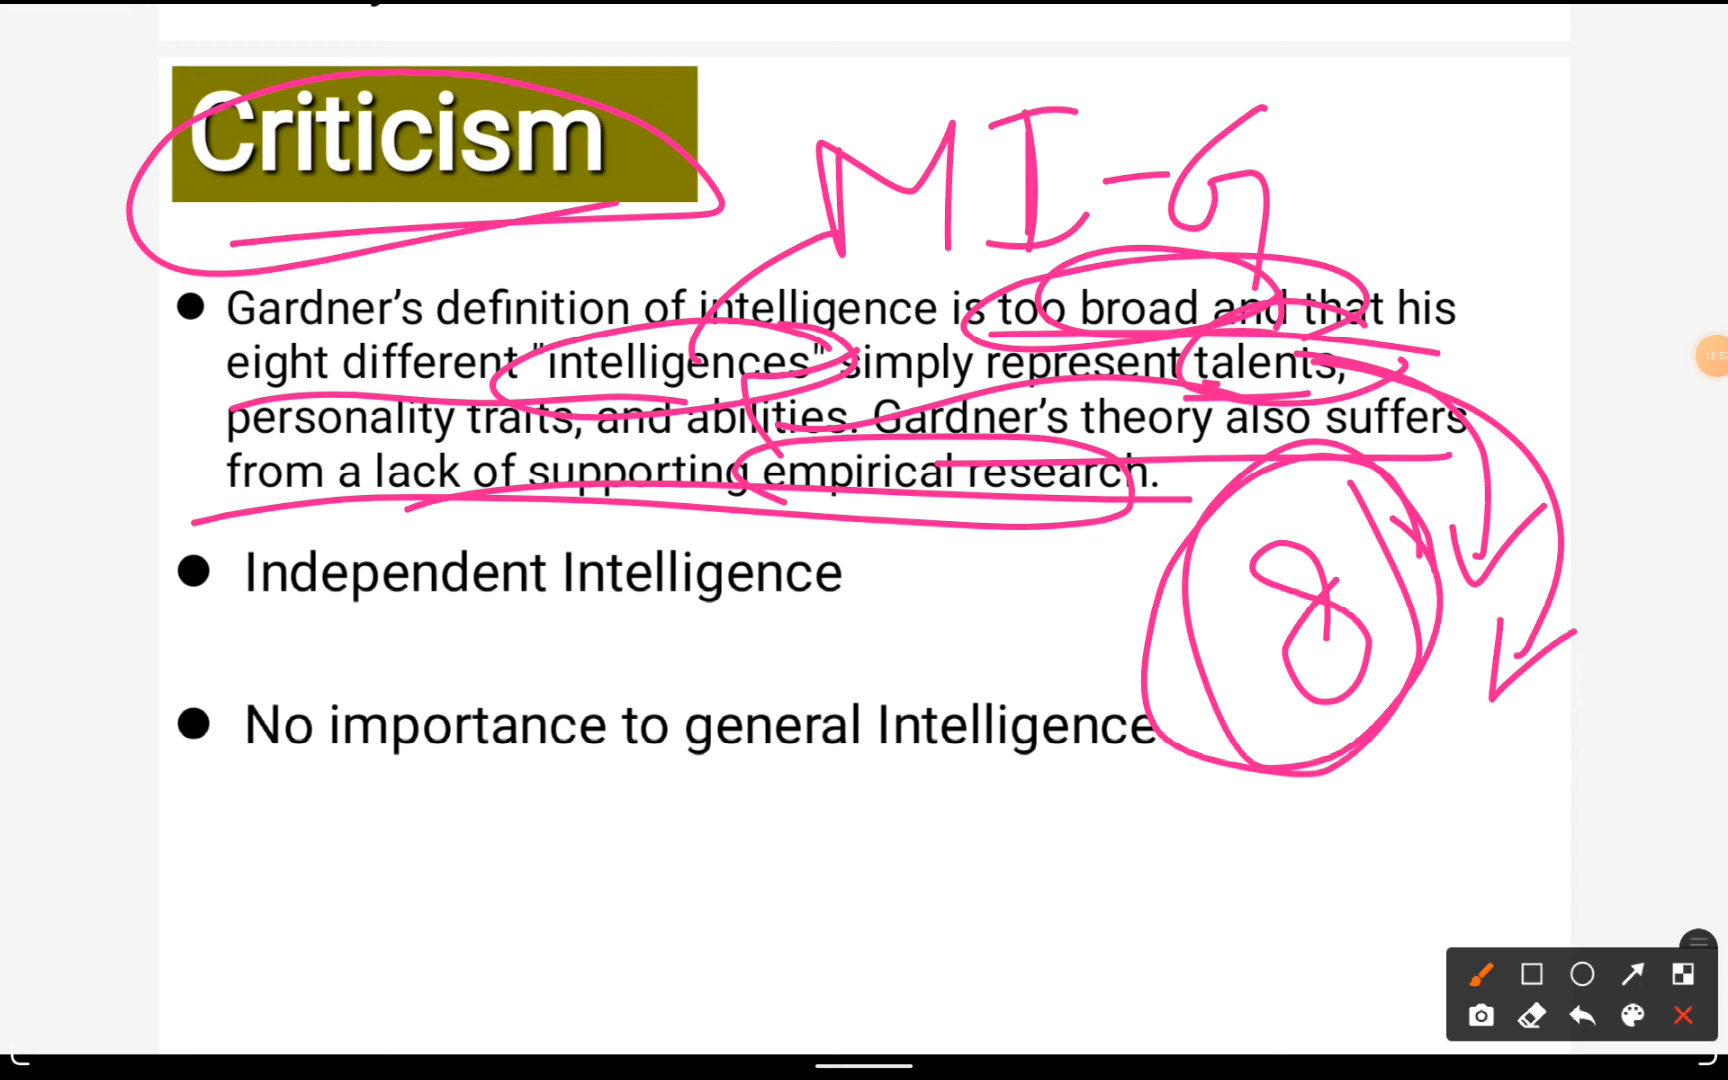 Criticism
MI-G
● Gardner's definition of intelligence is too broad and that his
eight different "intelligences" simply represent talents,
personality traits, and abilities. Gardner's theory also suffers
from a lack of supporting empirical research.
● Independent Intelligence
8
● No importance to general Intelligence